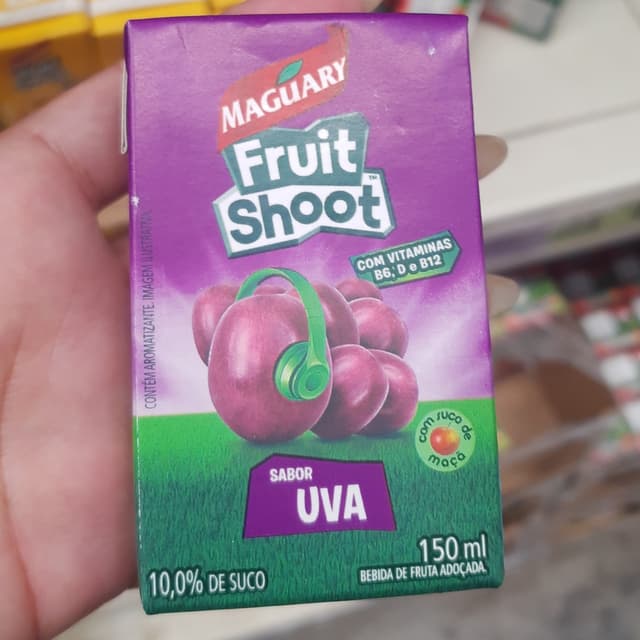 MAGUARY
Fruit
Shoot™
COM VITAMINAS
B6, D e B12
CONTÉM AROMATIZANTE. IMAGEM ILUSTRATIVA.
com suco de
maçã
SABOR
UVA
10,0% DE SUCO
150 ml
BEBIDA DE FRUTA ADOÇADA.